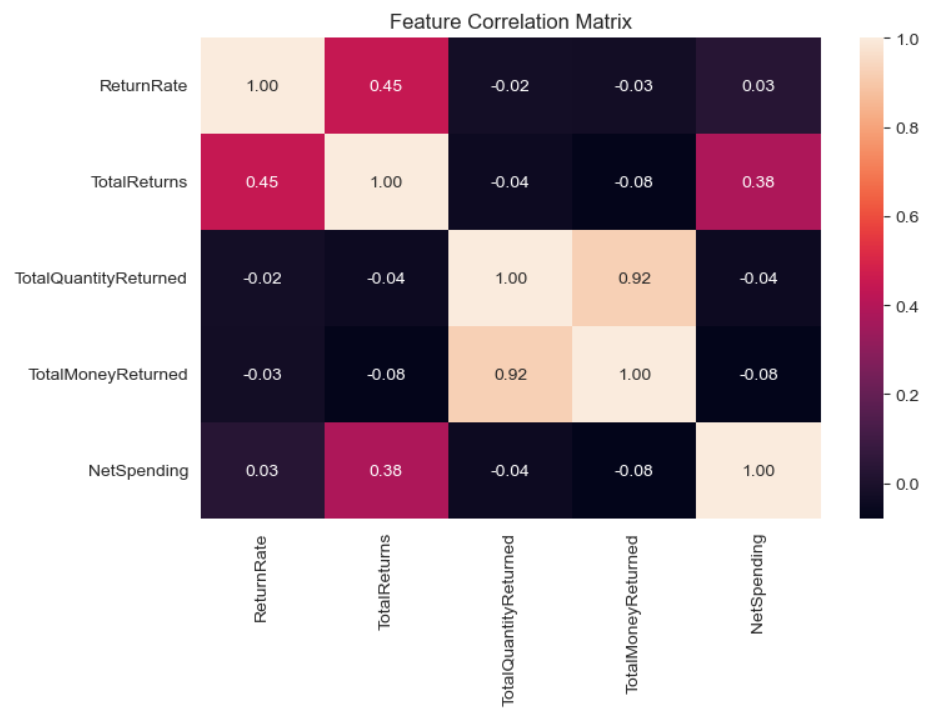 Feature Correlation Matrix
ReturnRate 1.00 0.45 -0.02 -0.03 0.03
TotalReturns 0.45 1.00 -0.04 -0.08 0.38
TotalQuantityReturned -0.02 -0.04 1.00 0.92 -0.04
TotalMoneyReturned -0.03 -0.08 0.92 1.00 -0.08
NetSpending 0.03 0.38 -0.04 -0.08 1.00
ReturnRate
TotalReturns
TotalQuantityReturned
TotalMoneyReturned
NetSpending
1.0
0.8
0.6
0.4
0.2
0.0